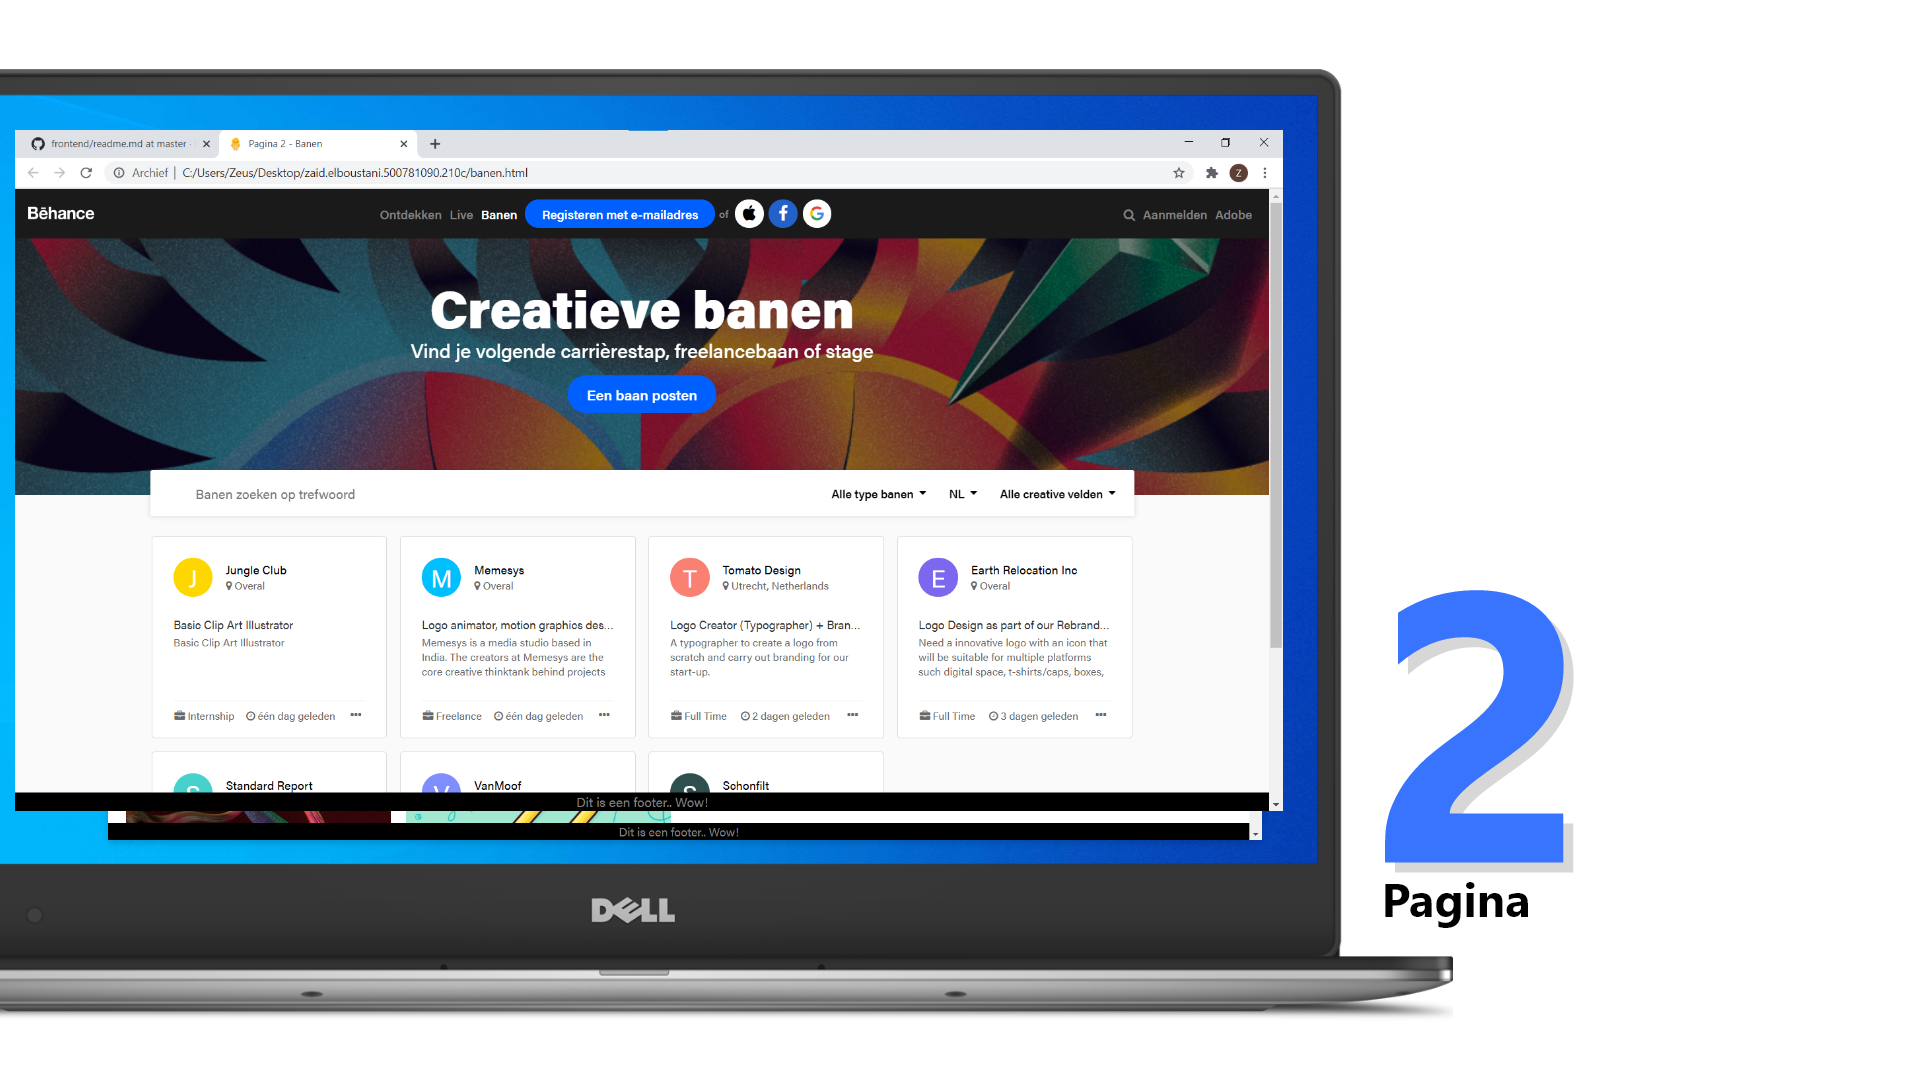 frontend/readme.md at master
Pagina 2 - Banen
Archief | C:/Users/Zeus/Desktop/zaid.elboustani.500781090.210c/banen.html
Z
Bēhance
Ontdekken Live Banen Registeren met e-mailadres of
Aanmelden Adobe
Creatieve banen
Vind je volgende carrièrestap, freelancebaan of stage
Een baan posten
Banen zoeken op trefwoord
Alle type banen NL Alle creative velden
J
Jungle Club
Overal
Basic Clip Art Illustrator
Basic Clip Art Illustrator
Internship één dag geleden
M
Memesys
Overal
Logo animator, motion graphics des...
Memesys is a media studio based in
India. The creators at Memesys are the
core creative thinktank behind projects
Freelance één dag geleden
T
Tomato Design
Utrecht, Netherlands
Logo Creator (Typographer) + Bran...
A typographer to create a logo from
scratch and carry out branding for our
start-up.
Full Time 2 dagen geleden
E
Earth Relocation Inc
Overal
Logo Design as part of our Rebrand...
Need a innovative logo with an icon that
will be suitable for multiple platforms
such digital space, t-shirts/caps, boxes,
Full Time 3 dagen geleden
S
Standard Report
V
VanMoof
S
Schonfilt
Dit is een footer.. Wow!
Dit is een footer.. Wow!
DELL
2
Pagina